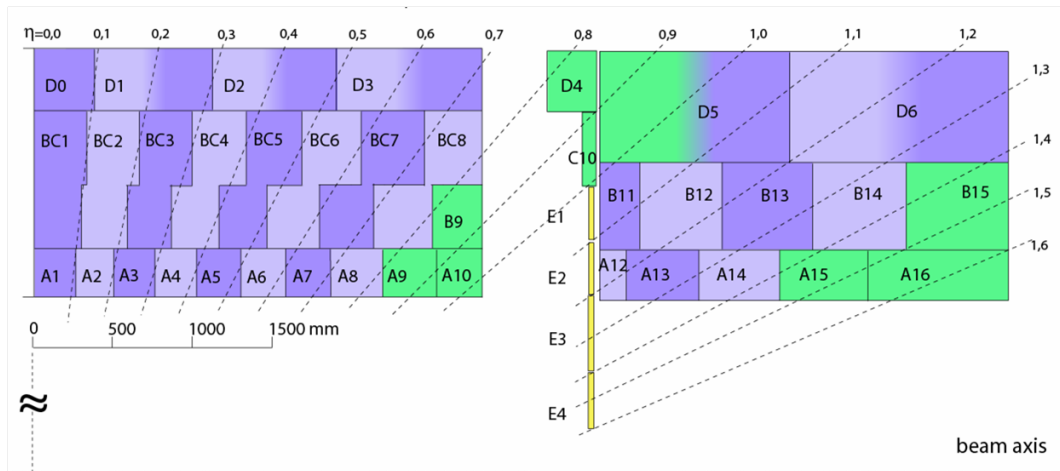 η=0,0 0,1 0,2 0,3 0,4 0,5 0,6 0,7 0,8 0,9 1,0 1,1 1,2
1,3
D0 D1 D2 D3 D4 D5 D6
1,4
BC1 BC2 BC3 BC4 BC5 BC6 BC7 BC8 C10
B11 B12 B13 B14 B15 1,5
E1
B9
1,6
A1 A2 A3 A4 A5 A6 A7 A8 A9 A10 E2 A12 A13 A14 A15 A16
0 500 1000 1500 mm
E3
≈
E4
beam axis